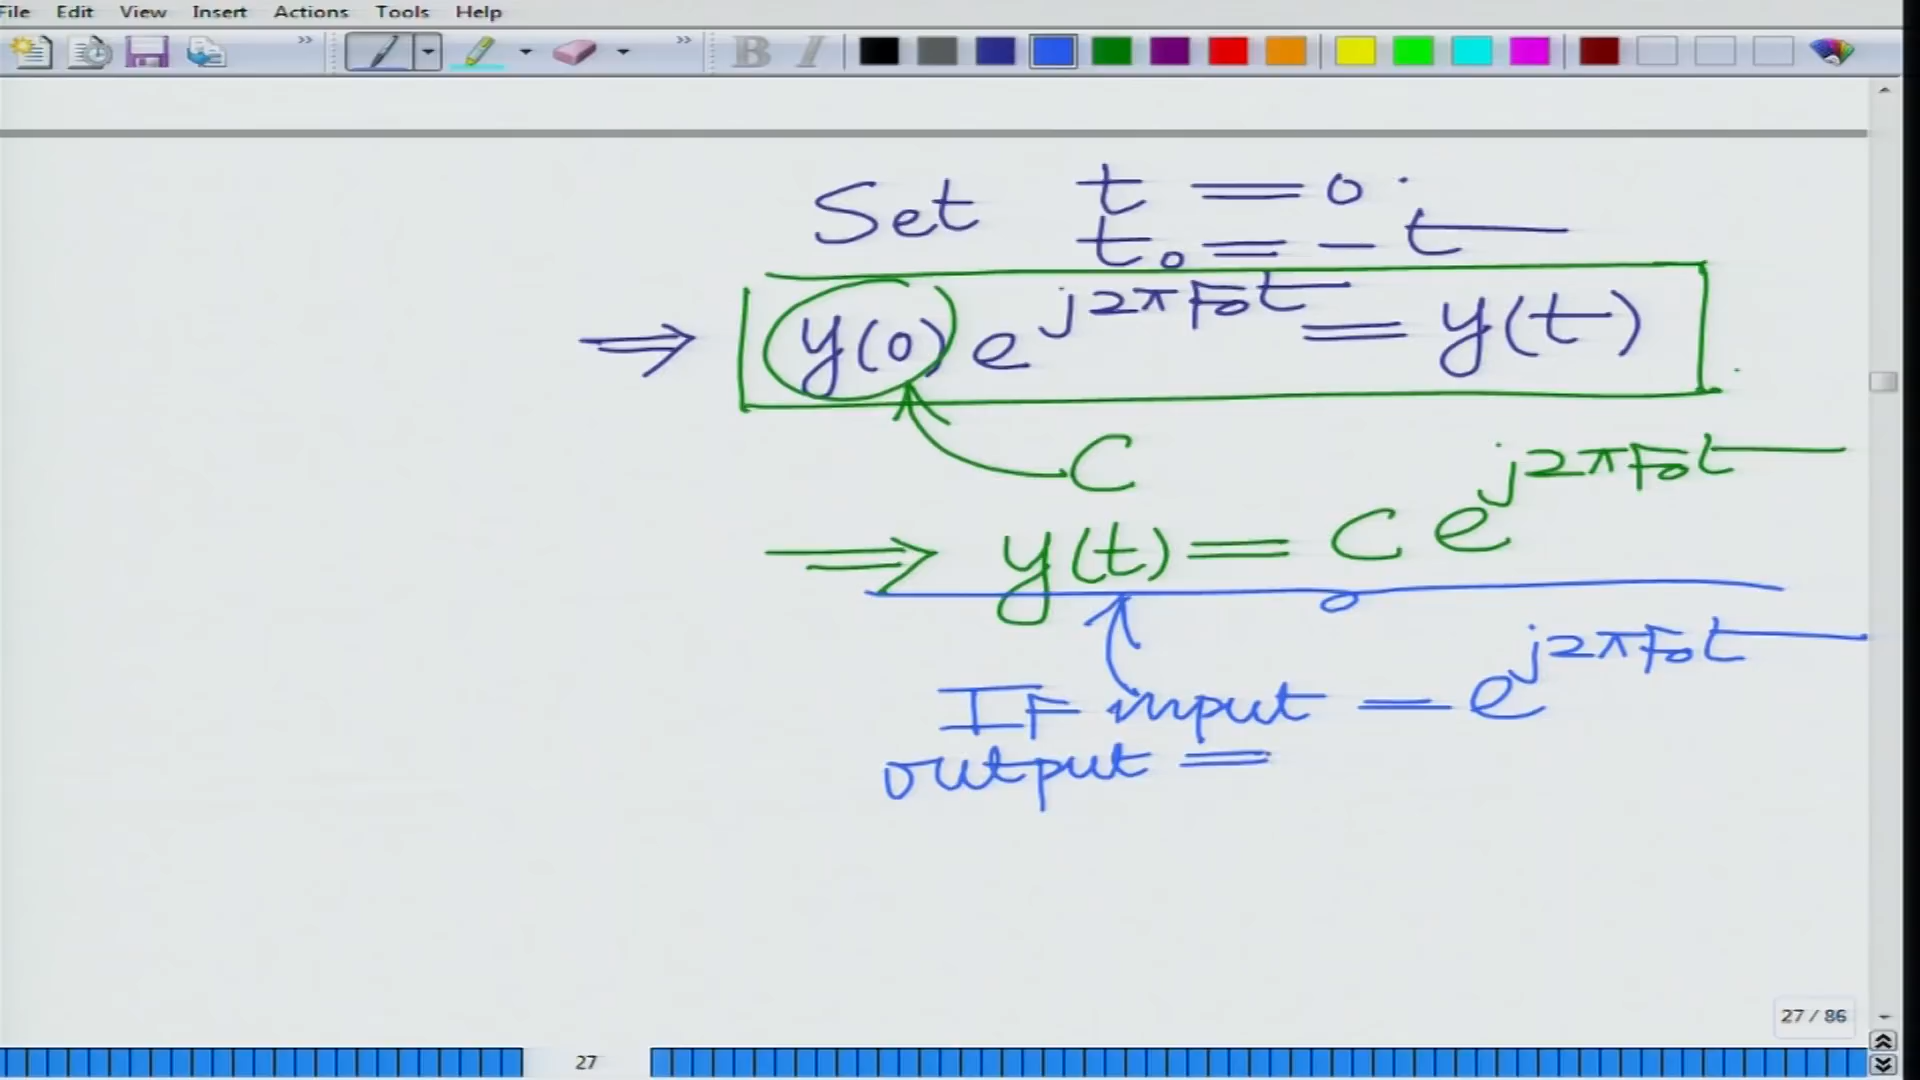 File Edit View Insert Actions Tools Help
B I
Set t = 0
t₀ = -t
⇒ y(0) e^{j2πF₀t} = y(t)
C
⇒ y(t) = C e^{j2πF₀t}
IF input = e^{j2πF₀t}
output =
27 / 86
27